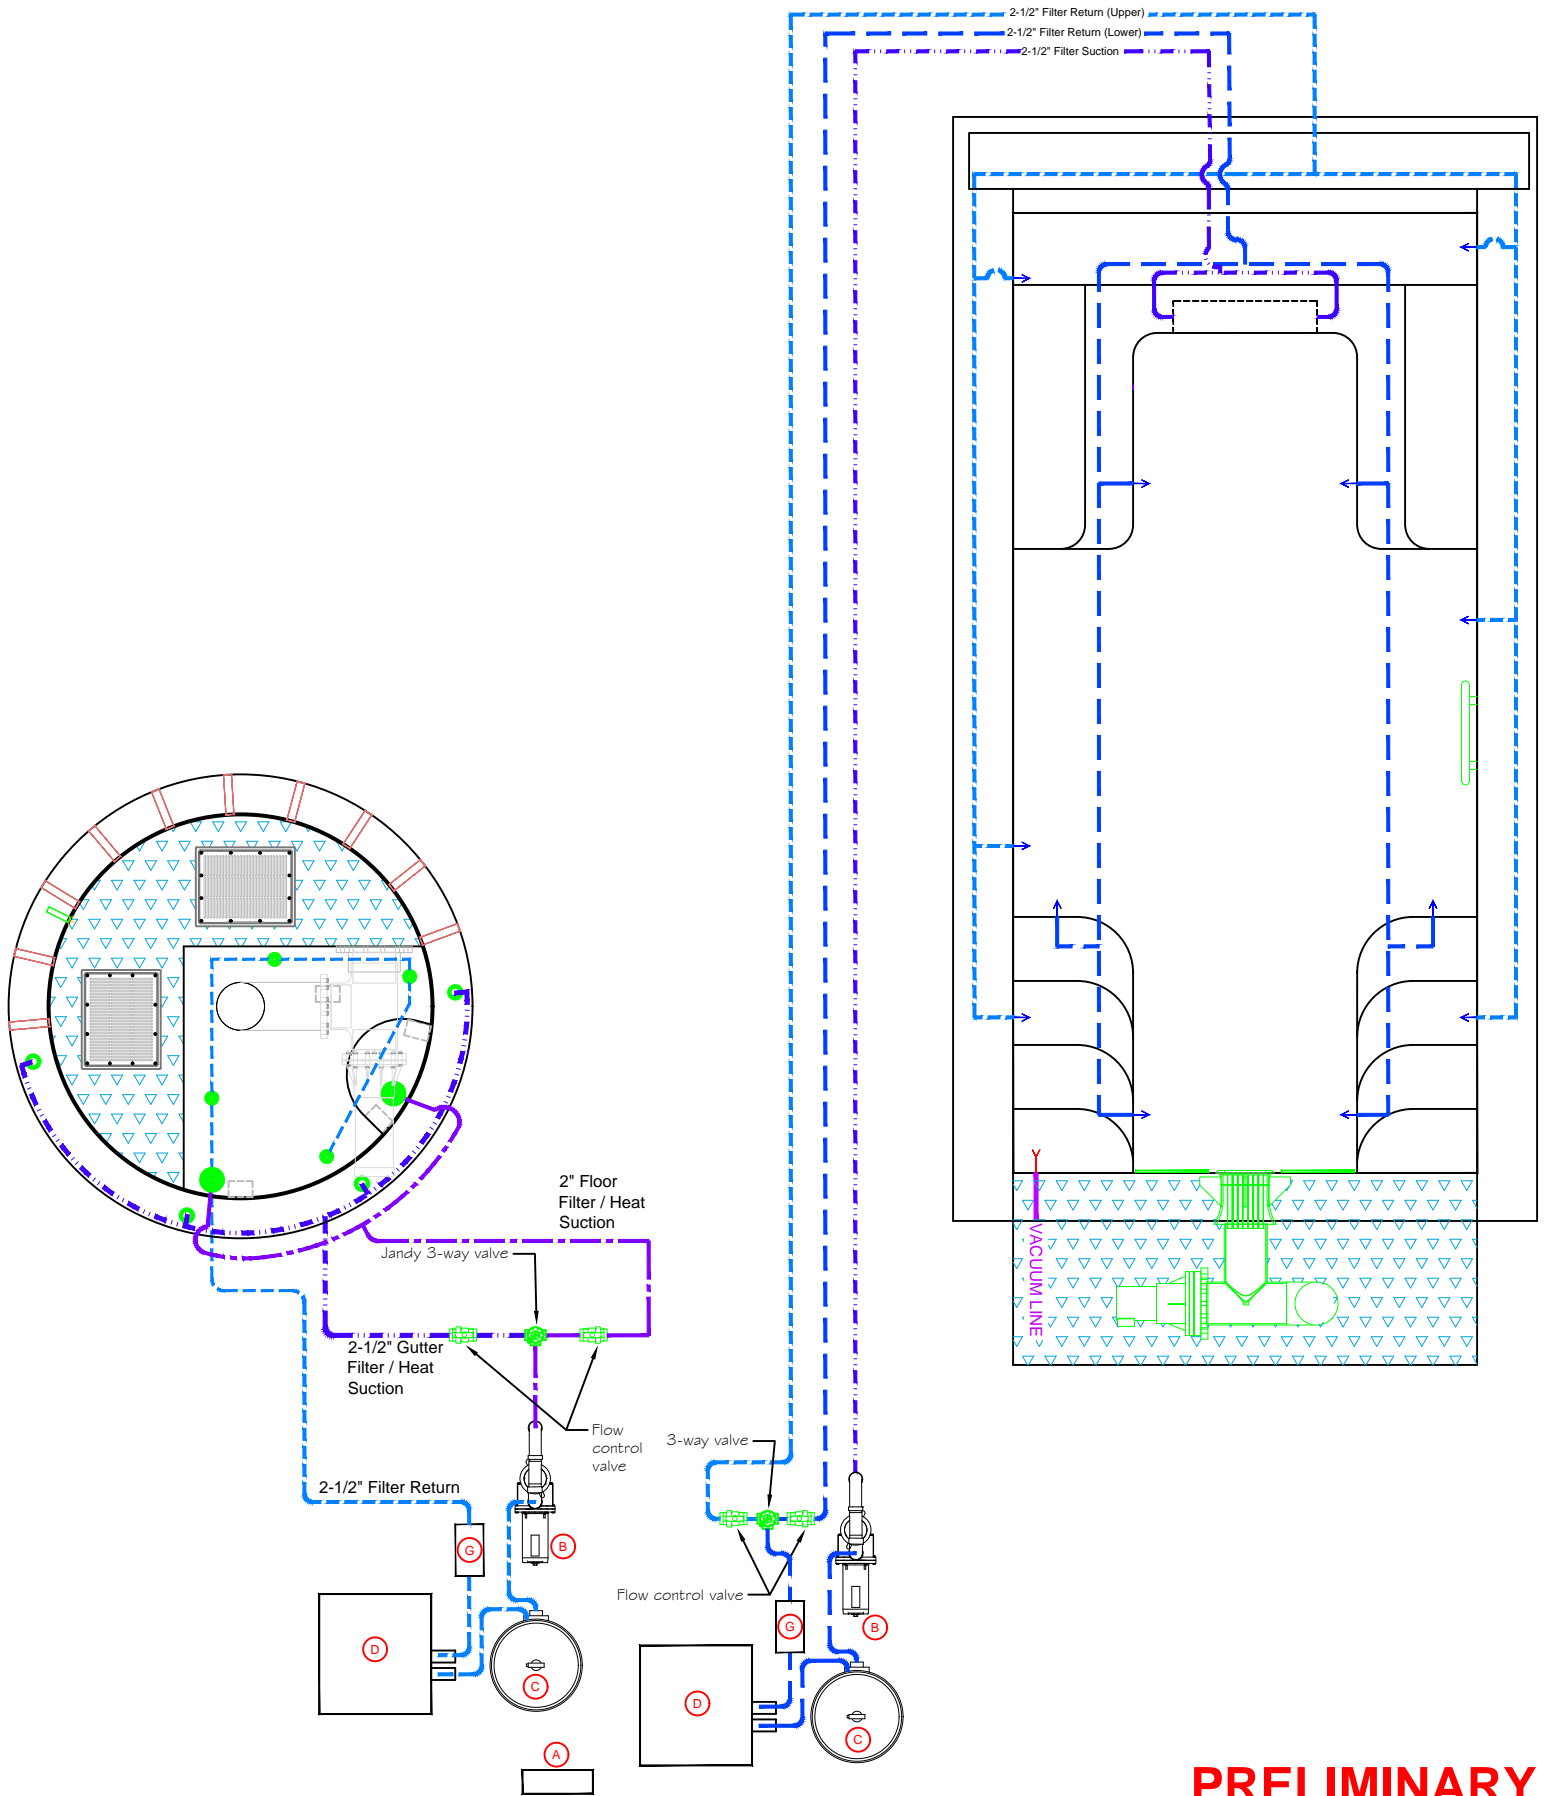 2-1/2" Filter Return (Upper)
2-1/2" Filter Return (Lower)
2-1/2" Filter Suction
2" Floor
Filter / Heat
Suction
Jandy 3-way valve
VACUUM LINE
2-1/2" Gutter
Filter / Heat
Suction
Flow
control
valve
3-way valve
2-1/2" Filter Return
G
B
Flow control valve
G
B
D
C
D
C
A
PRELIMINARY